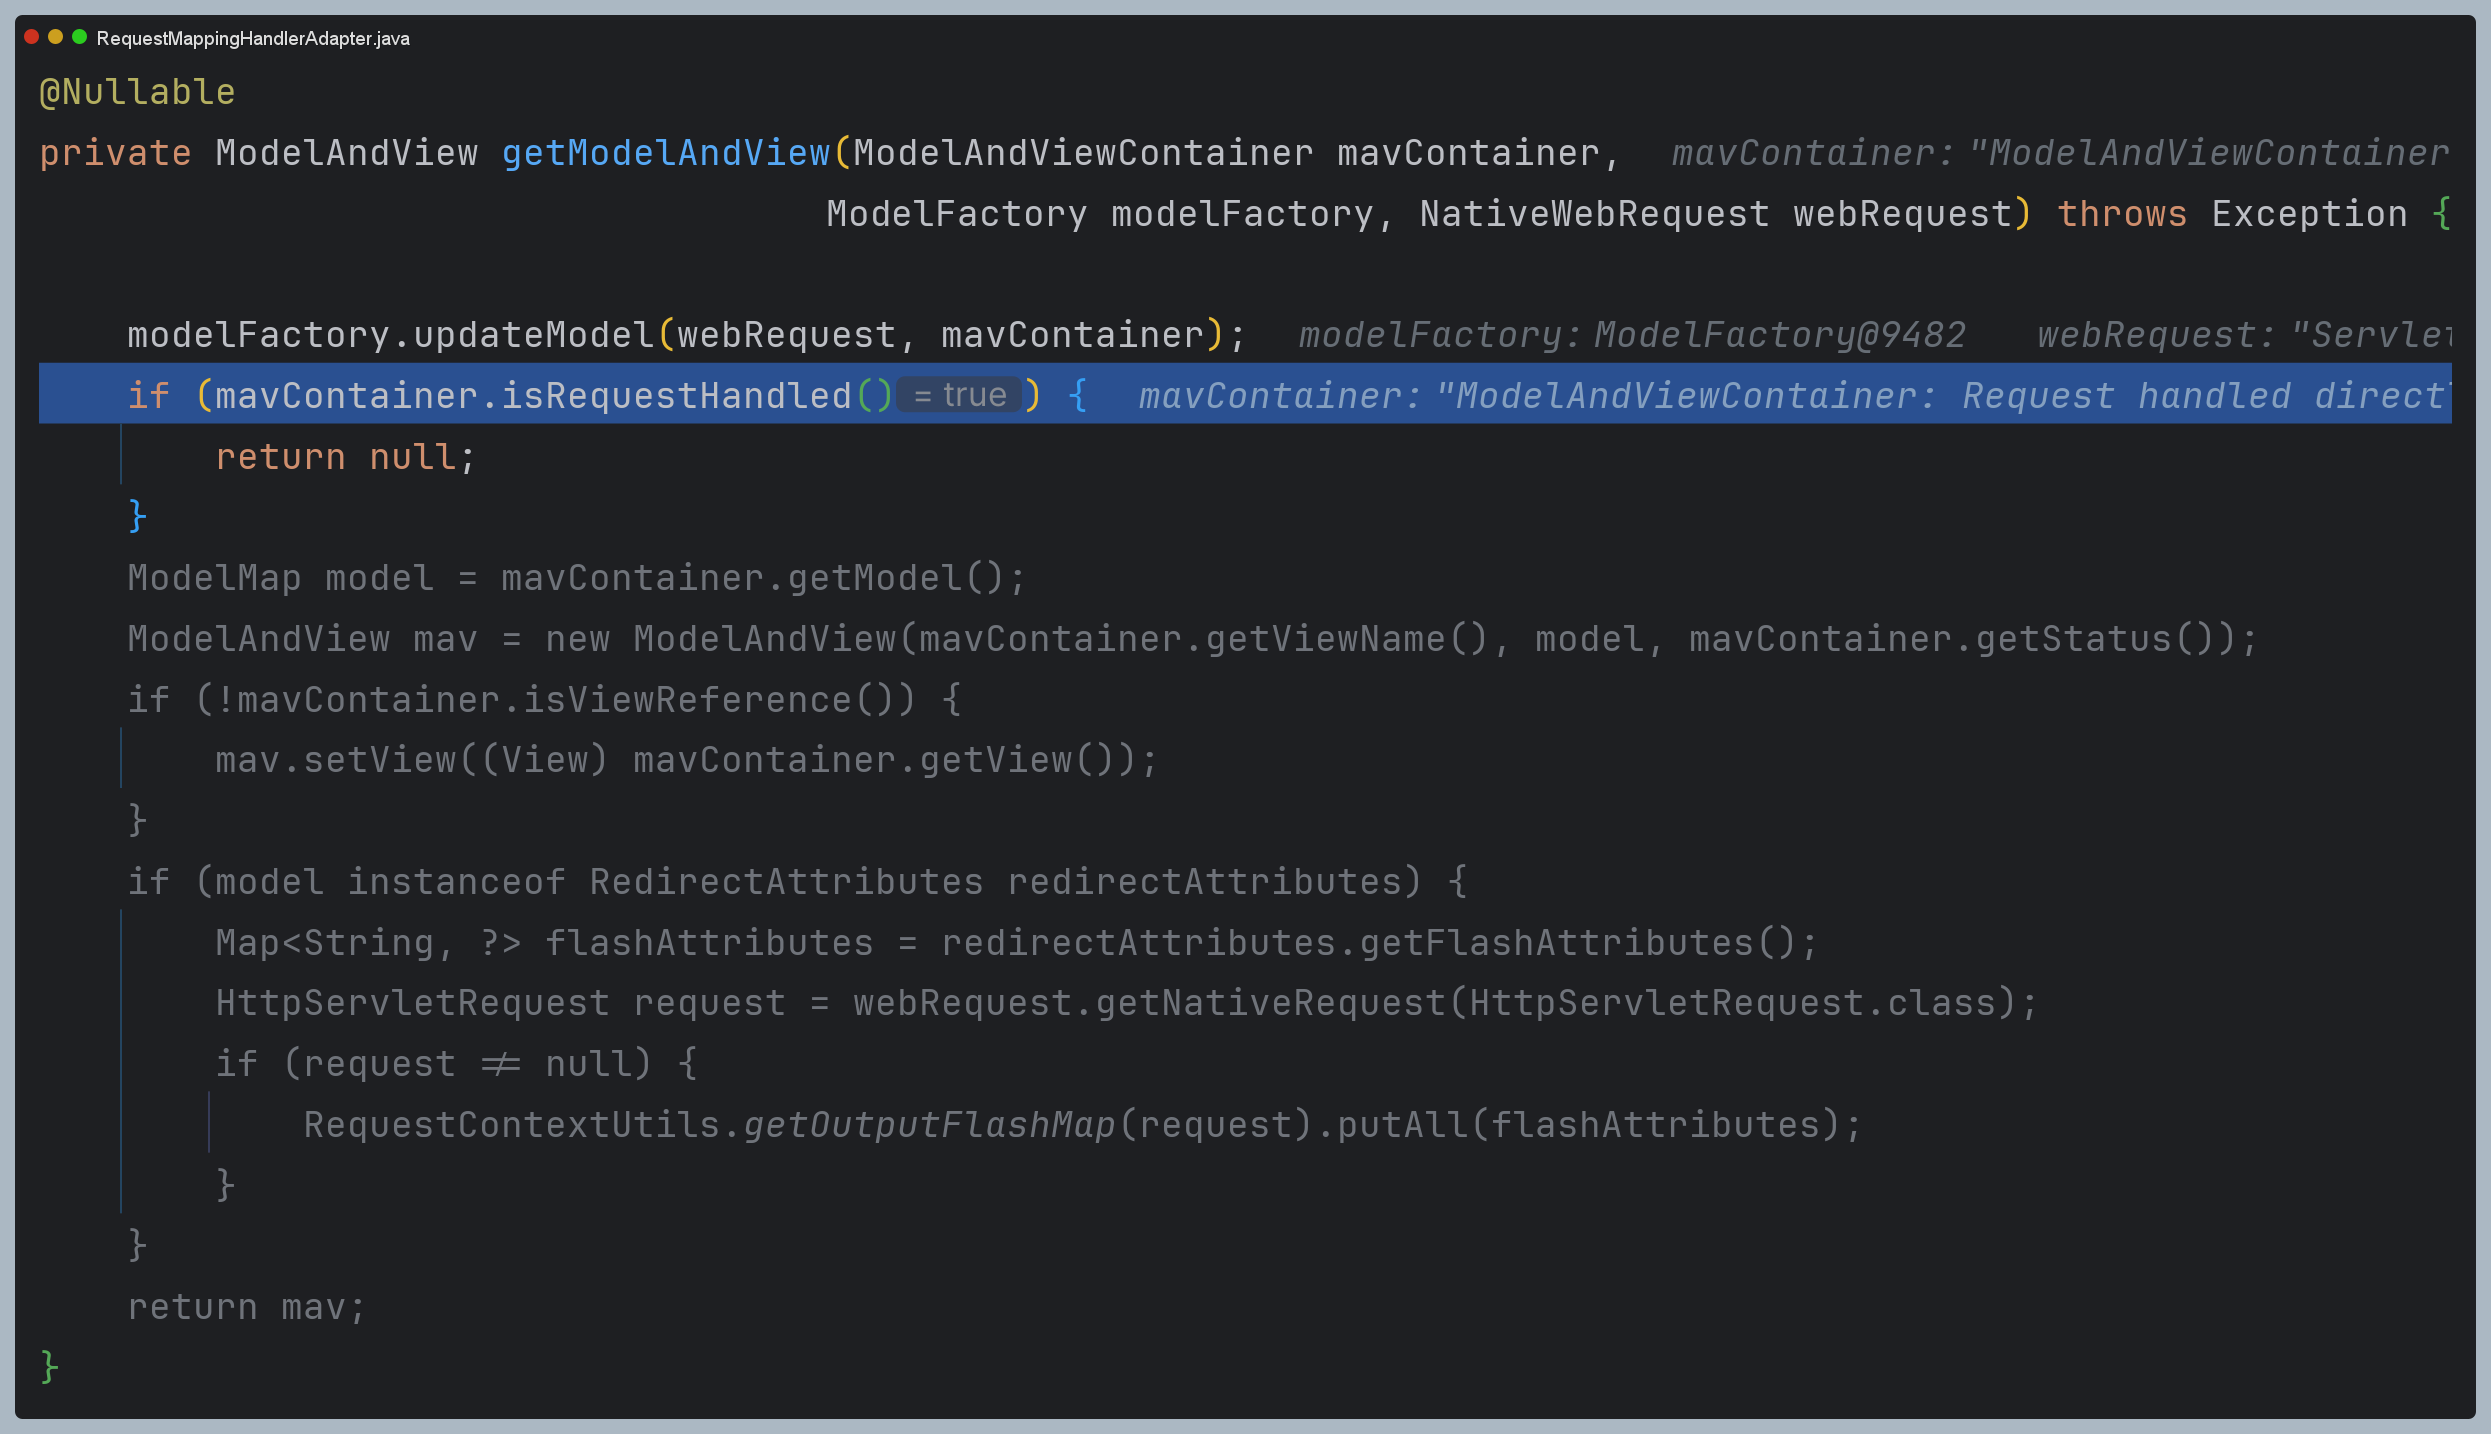 RequestMappingHandlerAdapter.java
@Nullable
private ModelAndView getModelAndView(ModelAndViewContainer mavContainer,   mavContainer: "ModelAndViewContainer
ModelFactory modelFactory, NativeWebRequest webRequest) throws Exception {
modelFactory.updateModel(webRequest, mavContainer);   modelFactory: ModelFactory@9482   webRequest: "Servlet
if (mavContainer.isRequestHandled() = true ) {   mavContainer: "ModelAndViewContainer: Request handled directl
return null;
}
ModelMap model = mavContainer.getModel();
ModelAndView mav = new ModelAndView(mavContainer.getViewName(), model, mavContainer.getStatus());
if (!mavContainer.isViewReference()) {
mav.setView((View) mavContainer.getView());
}
if (model instanceof RedirectAttributes redirectAttributes) {
Map<String, ?> flashAttributes = redirectAttributes.getFlashAttributes();
HttpServletRequest request = webRequest.getNativeRequest(HttpServletRequest.class);
if (request != null) {
RequestContextUtils.getOutputFlashMap(request).putAll(flashAttributes);
}
}
return mav;
}